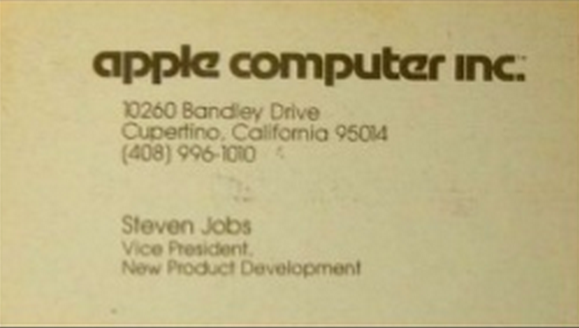 apple computer inc.
10260 Bandley Drive
Cupertino, California 95014
(408) 996-1010
Steven Jobs
Vice President,
New Product Development